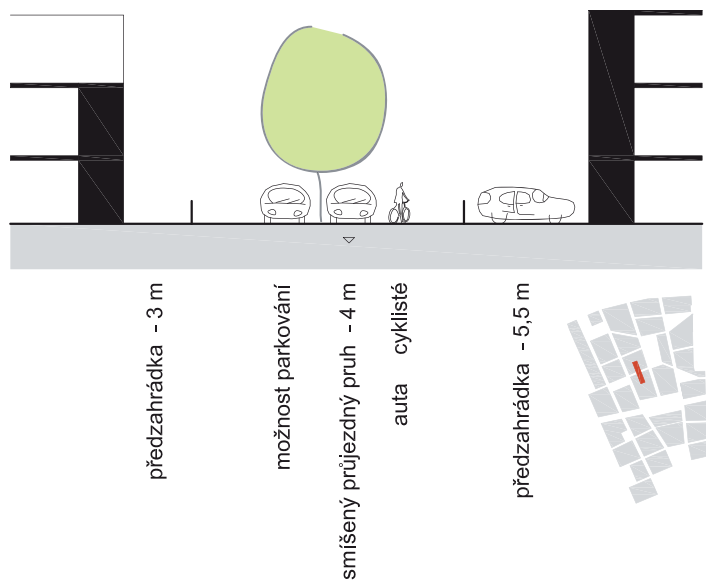 předzahrádka - 3 m
možnost parkování
smíšený průjezdný pruh - 4 m
auta cyklisté
předzahrádka - 5,5 m